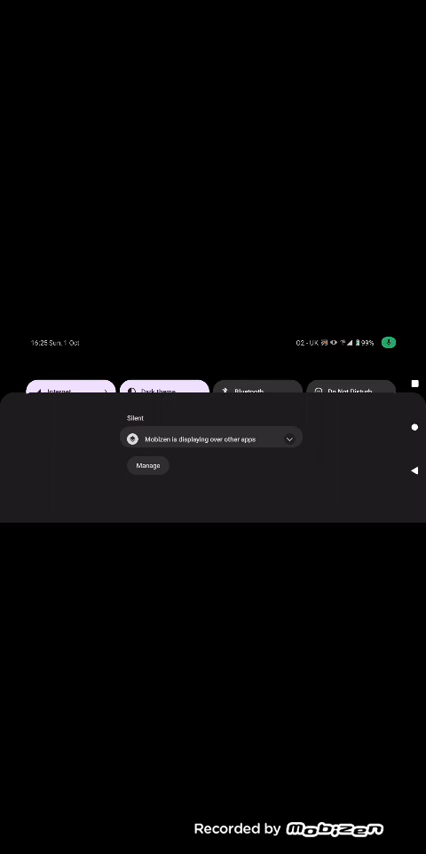 16:25 Sun, 1 Oct
O2 - UK 99%
Internet
Dark theme
Bluetooth
Do Not Disturb
Silent
Mobizen is displaying over other apps
Manage
Recorded by mobizen